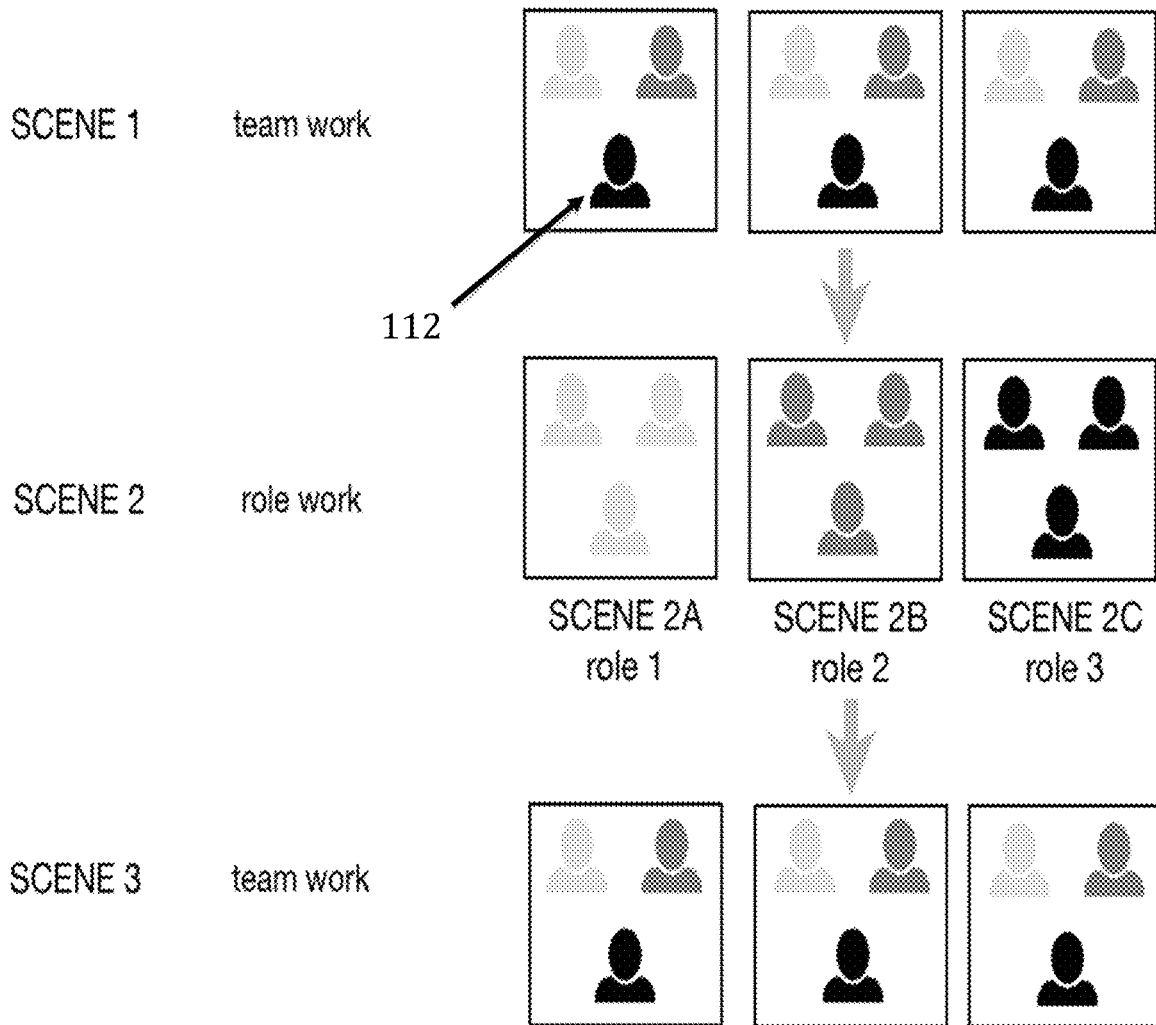 SCENE 1 team work
112
SCENE 2 role work
SCENE 2A SCENE 2B SCENE 2C
role 1 role 2 role 3
SCENE 3 team work